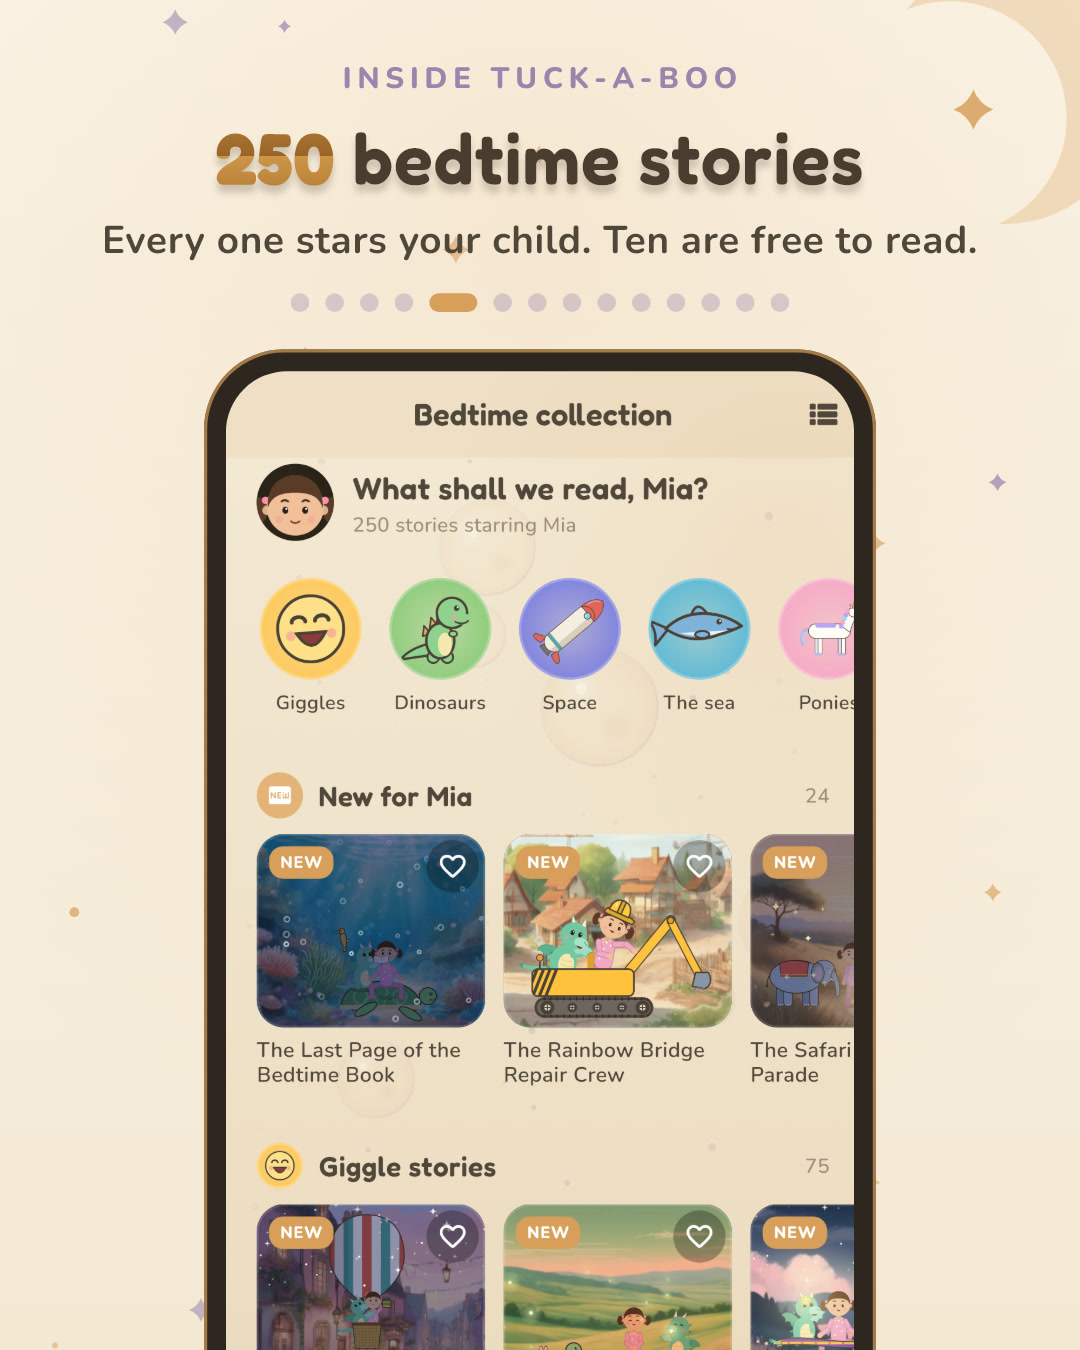 INSIDE TUCK-A-BOO
250 bedtime stories
Every one stars your child. Ten are free to read.
Bedtime collection
What shall we read, Mia?
250 stories starring Mia
Giggles
Dinosaurs
Space
The sea
Ponies
NEW
New for Mia
24
NEW
NEW
NEW
The Last Page of the
Bedtime Book
The Rainbow Bridge
Repair Crew
The Safari
Parade
Giggle stories
75
NEW
NEW
NEW